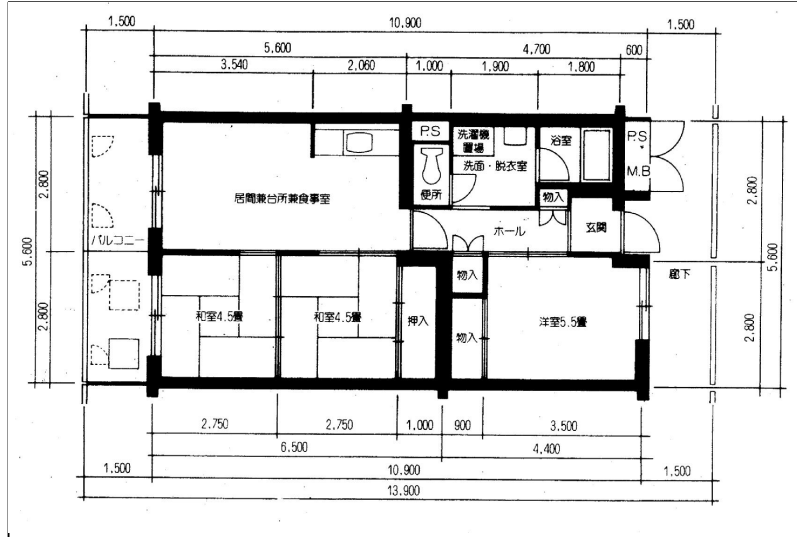 1.500
10.900
1.500
5.600
4.700
600
3.540
2.060
1.000
1.900
1.800
P.S
洗濯機
置場
浴室
P.S
・
M.B
洗面・脱衣室
便所
居間兼台所兼食事室
物入
ホール
玄関
バルコニー
廊下
物入
和室4.5畳
和室4.5畳
押入
物入
洋室5.5畳
2.800
5.600
2.800
2.800
5.600
2.800
2.750
2.750
1.000
900
3.500
6.500
4.400
1.500
10.900
1.500
13.900